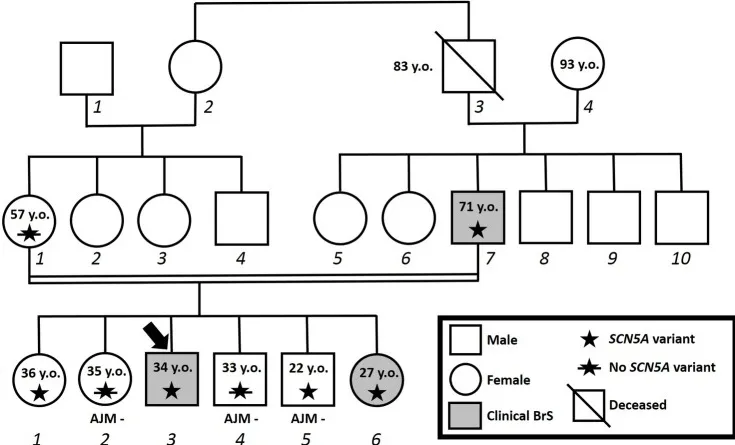 83 y.o.
93 y.o.
1
2
3
4
57 y.o.
71 y.o.
1
2
3
4
5
6
7
8
9
10
36 y.o.
35 y.o.
34 y.o.
33 y.o.
22 y.o.
27 y.o.
AJM -
AJM -
AJM -
1
2
3
4
5
6
Male
SCN5A variant
Female
No SCN5A variant
Clinical BrS
Deceased